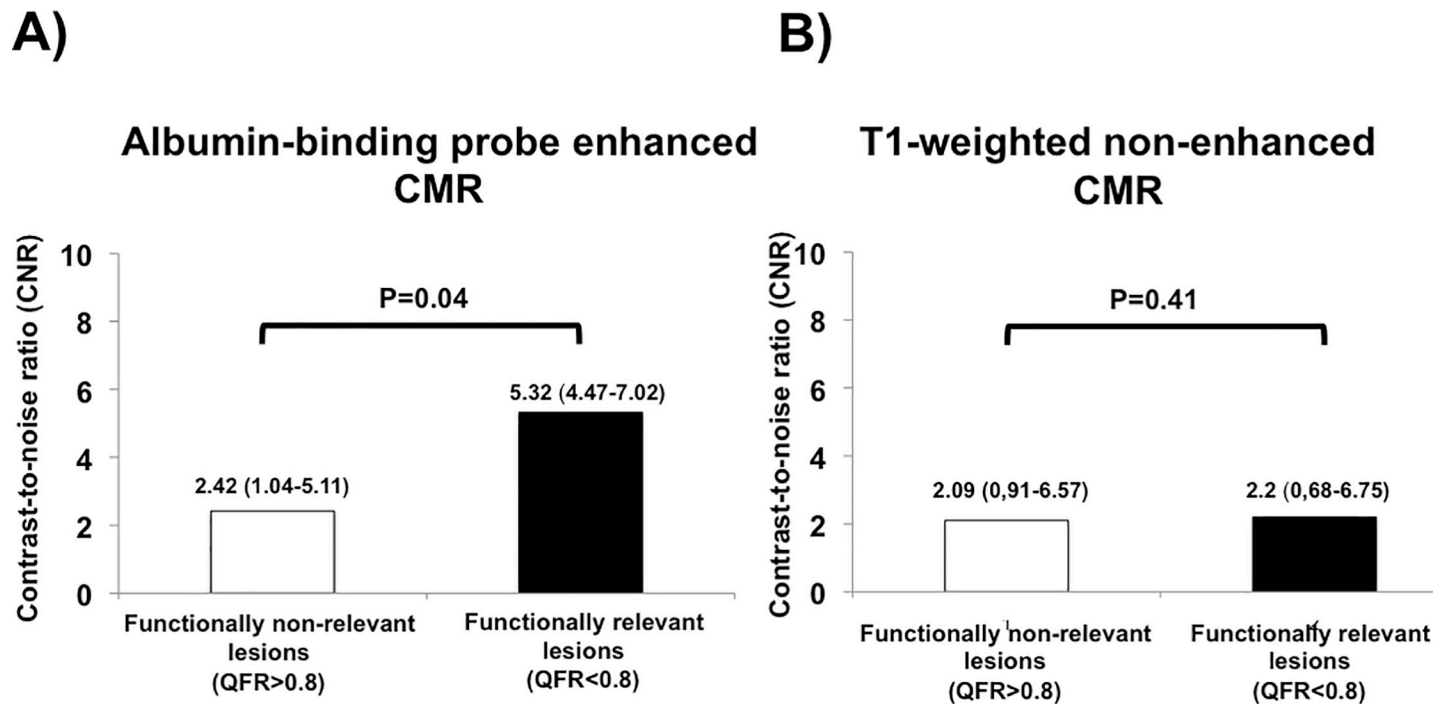 A)
Albumin-binding probe enhanced
CMR
Contrast-to-noise ratio (CNR)
10
8
6
4
2
0
P=0.04
2.42 (1.04-5.11)
5.32 (4.47-7.02)
Functionally non-relevant
lesions
(QFR>0.8)
Functionally relevant
lesions
(QFR<0.8)
B)
T1-weighted non-enhanced
CMR
Contrast-to-noise ratio (CNR)
10
8
6
4
2
0
P=0.41
2.09 (0,91-6.57)
2.2 (0,68-6.75)
Functionally non-relevant
lesions
(QFR>0.8)
Functionally relevant
lesions
(QFR<0.8)